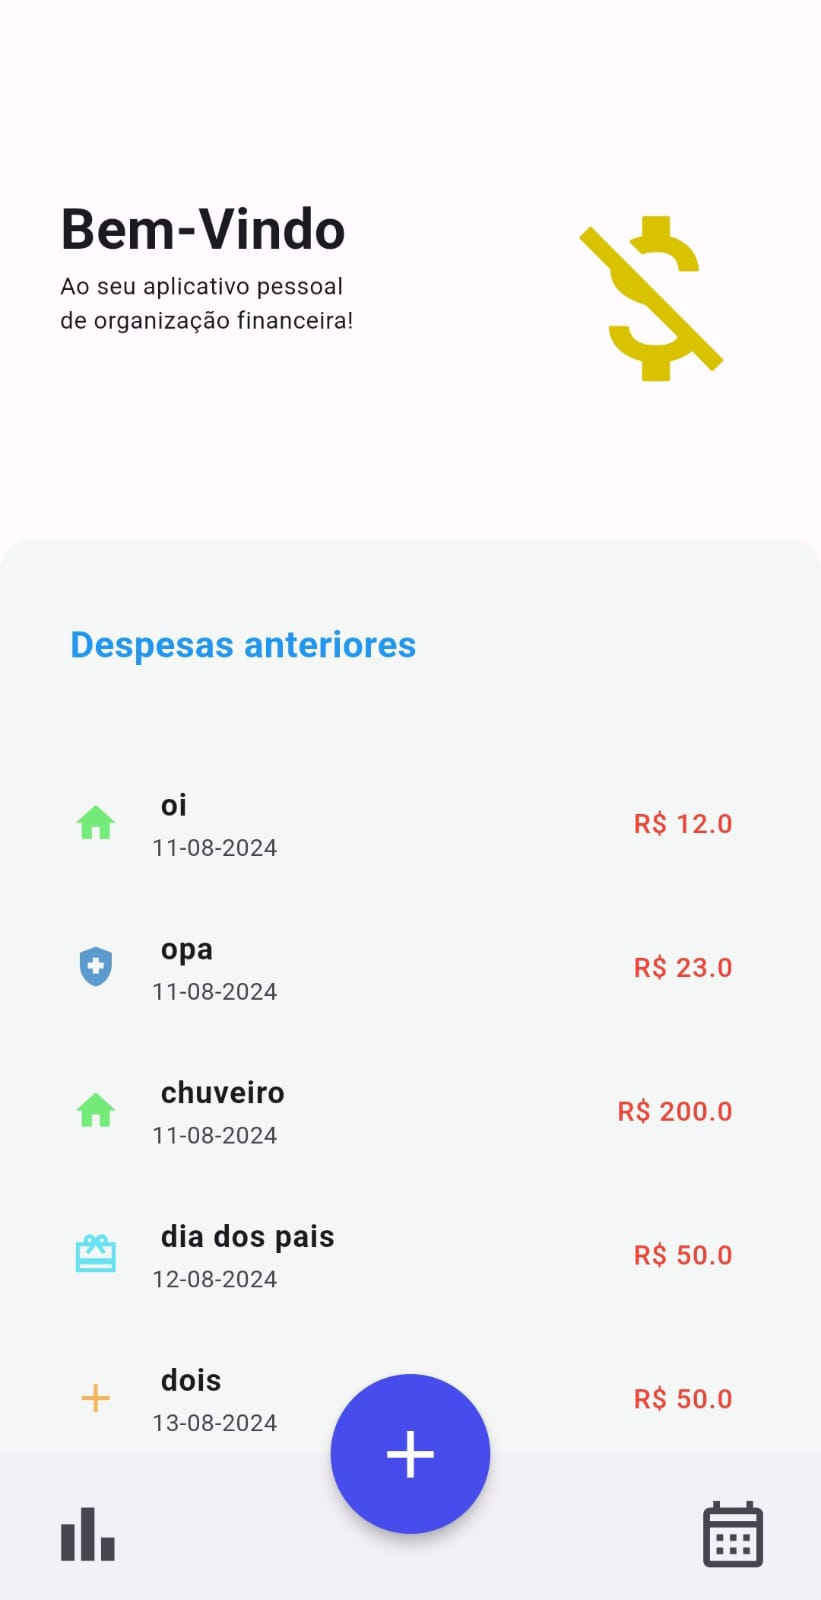 Bem-Vindo
Ao seu aplicativo pessoal
de organização financeira!
Despesas anteriores
oi
11-08-2024
R$ 12.0
opa
11-08-2024
R$ 23.0
chuveiro
11-08-2024
R$ 200.0
dia dos pais
12-08-2024
R$ 50.0
dois
13-08-2024
R$ 50.0